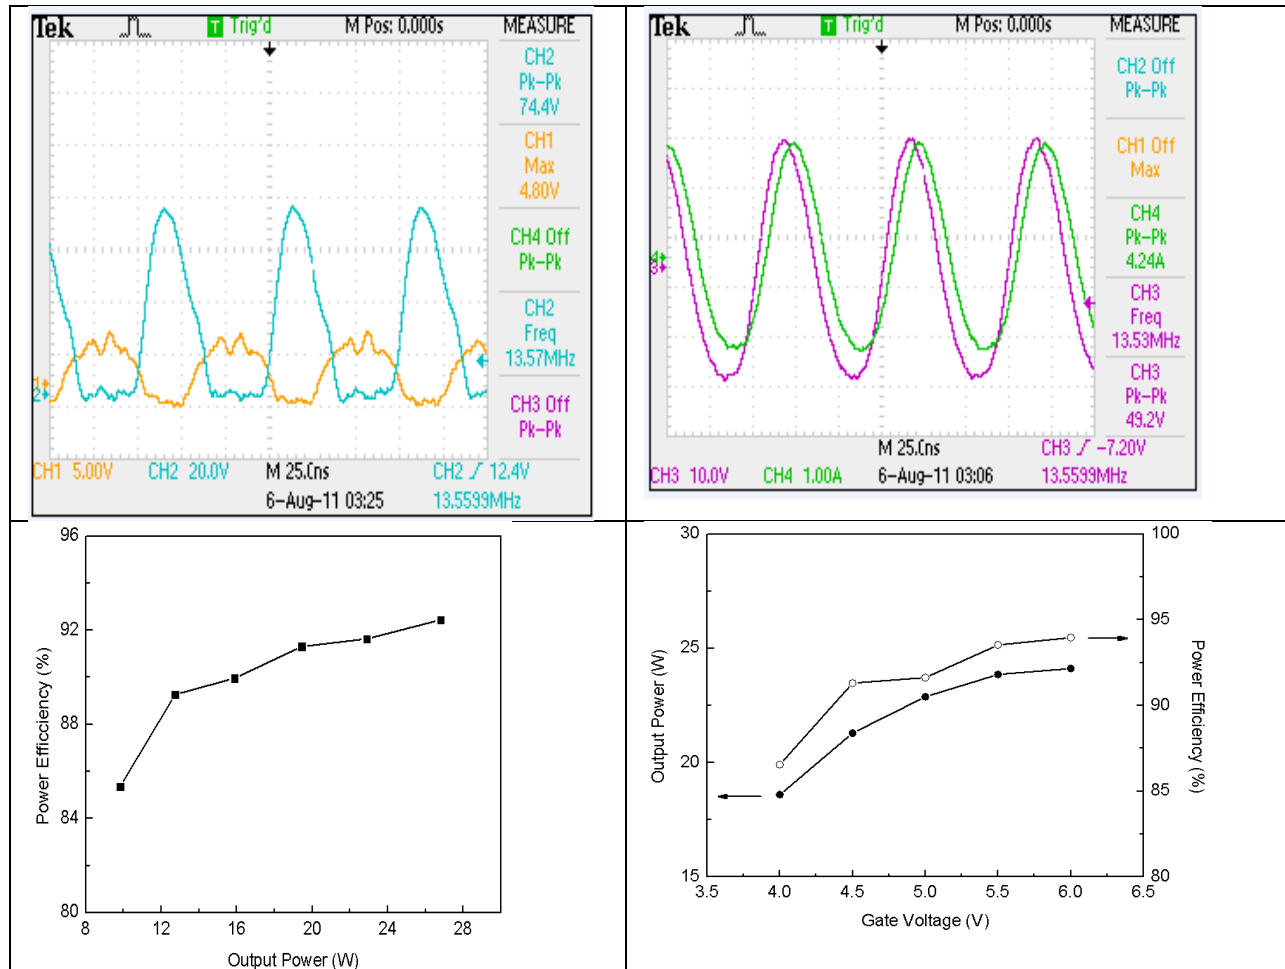 Tek T Trig'd M Pos: 0.000s MEASURE
CH2
Pk-Pk
74.4V
CH1
Max
4.80V
CH4 Off
Pk-Pk
CH2
Freq
13.57MHz
CH3 Off
Pk-Pk
1
2
CH1 5.00V CH2 20.0V M 25.0ns CH2 12.4V
6-Aug-11 03:25 13.5599MHz
Tek T Trig'd M Pos: 0.000s MEASURE
CH2 Off
Pk-Pk
CH1 Off
Max
CH4
Pk-Pk
4.24A
CH3
Freq
13.53MHz
CH3
Pk-Pk
49.2V
4
3
M 25.0ns CH3 -7.20V
CH3 10.0V CH4 1.00A 6-Aug-11 03:06 13.5599MHz
96
92
88
84
80
Power Efficciency (%)
8 12 16 20 24 28
Output Power (W)
30
25
20
15
Output Power (W)
100
95
90
85
80
Power Efficiency (%)
3.5 4.0 4.5 5.0 5.5 6.0 6.5
Gate Voltage (V)